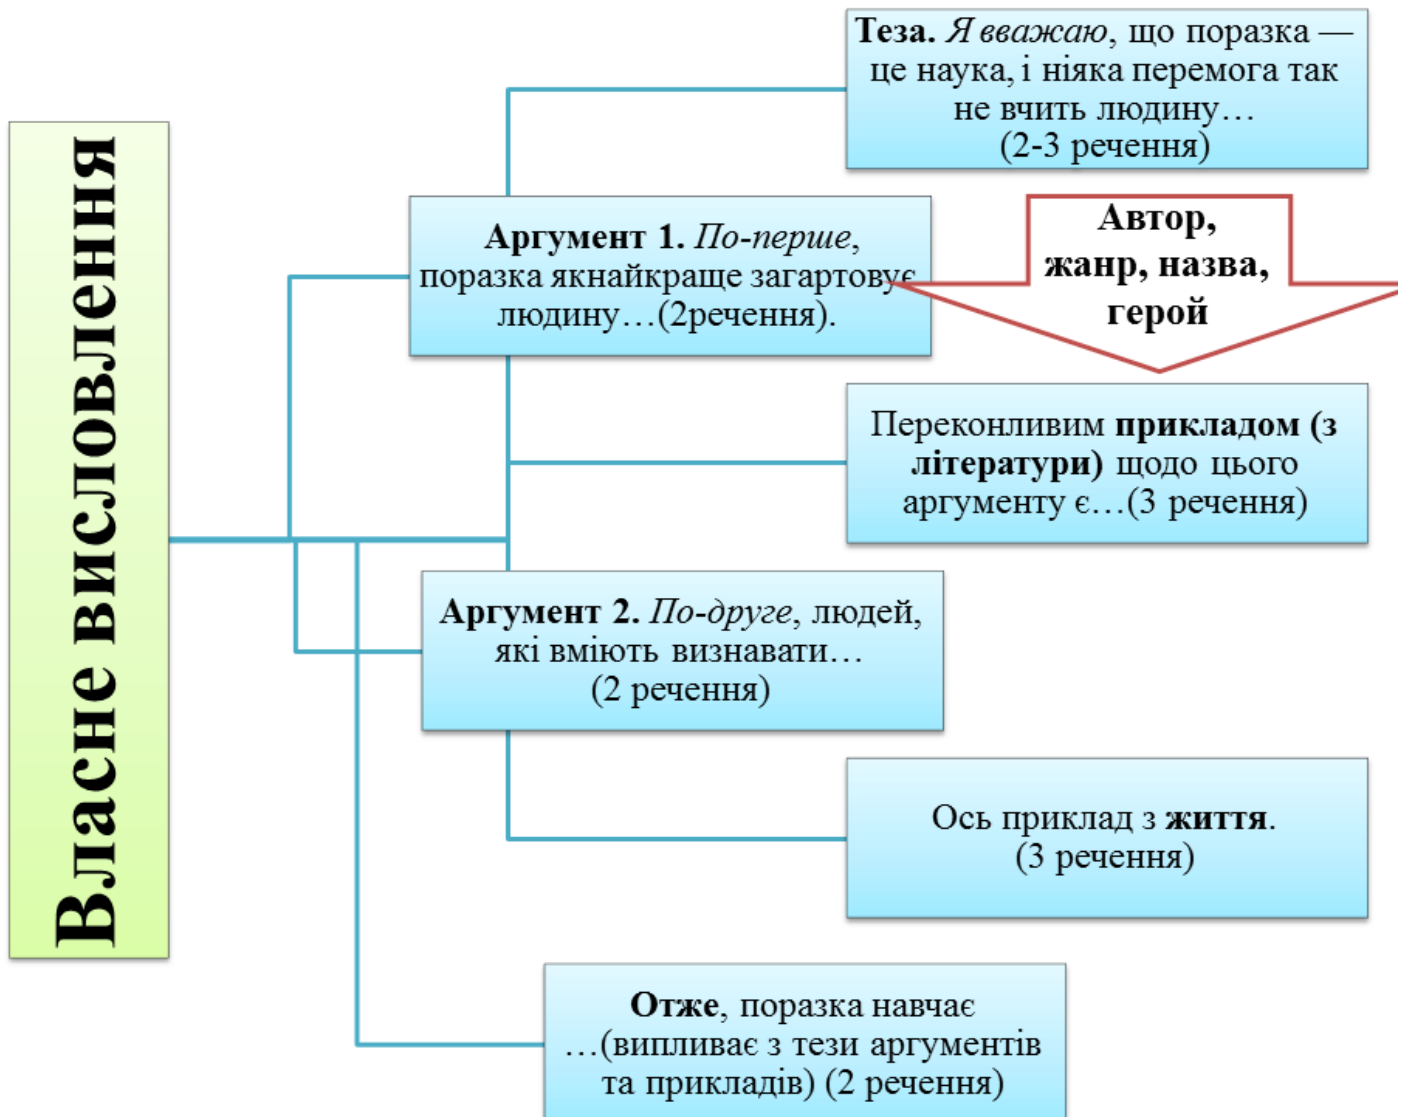 Власне висловлення
Теза. Я вважаю, що поразка —
це наука, і ніяка перемога так
не вчить людину…
(2-3 речення)
Аргумент 1. По-перше,
поразка якнайкраще загартовує
людину…(2речення).
Автор,
жанр, назва,
герой
Переконливим прикладом (з
літератури) щодо цього
аргументу є…(3 речення)
Аргумент 2. По-друге, людей,
які вміють визнавати…
(2 речення)
Ось приклад з життя.
(3 речення)
Отже, поразка навчає
…(випливає з тези аргументів
та прикладів) (2 речення)